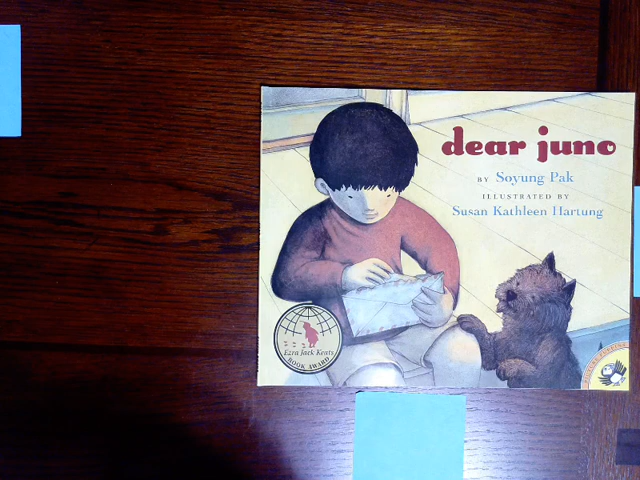 dear juno
BY Soyung Pak
ILLUSTRATED BY
Susan Kathleen Hartung
Ezra Jack Keats
BOOK AWARD